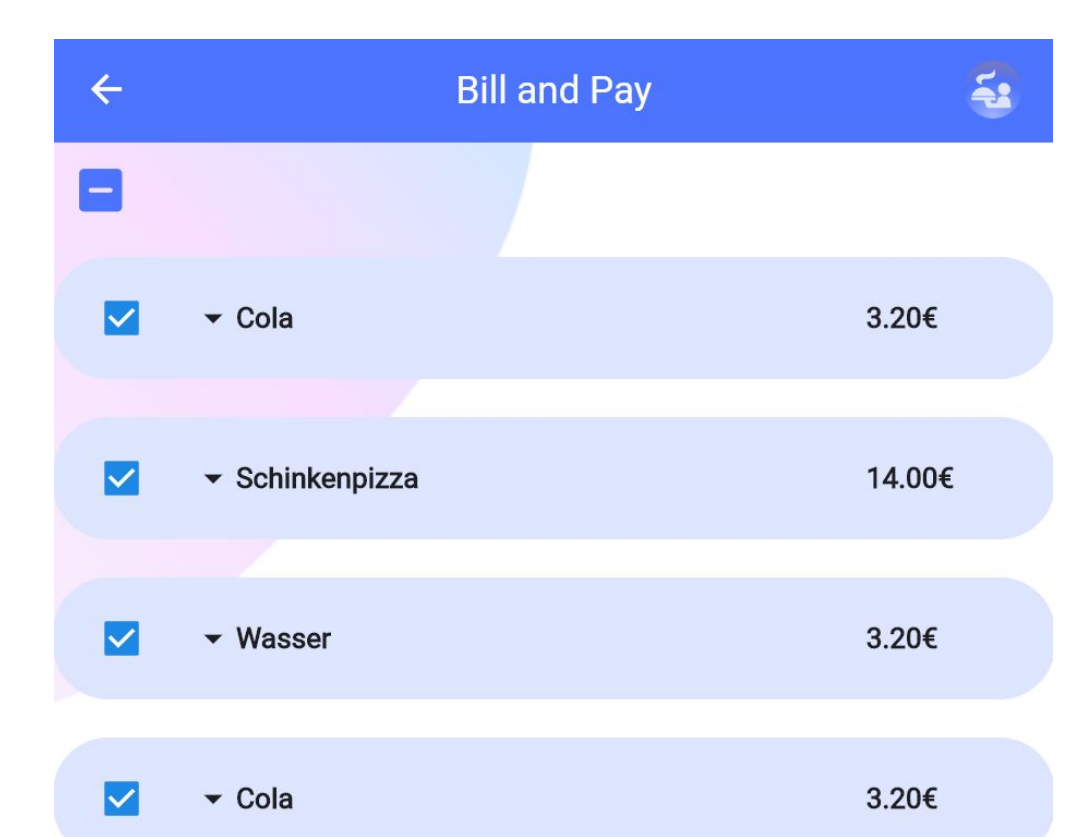 Bill and Pay
Cola 3.20€
Schinkenpizza 14.00€
Wasser 3.20€
Cola 3.20€